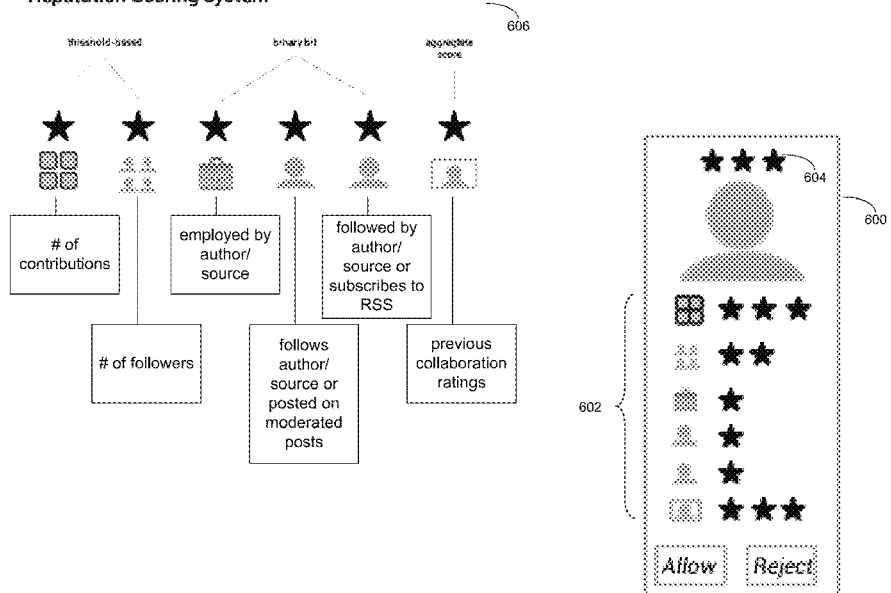 Reputation Scoring System
606
threshold-based
binary bit
aggregate
score
# of
contributions
employed by
author/
source
followed by
author/
source or
subscribes to
RSS
# of followers
follows
author/
source or
posted on
moderated
posts
previous
collaboration
ratings
604
600
602
Allow
Reject